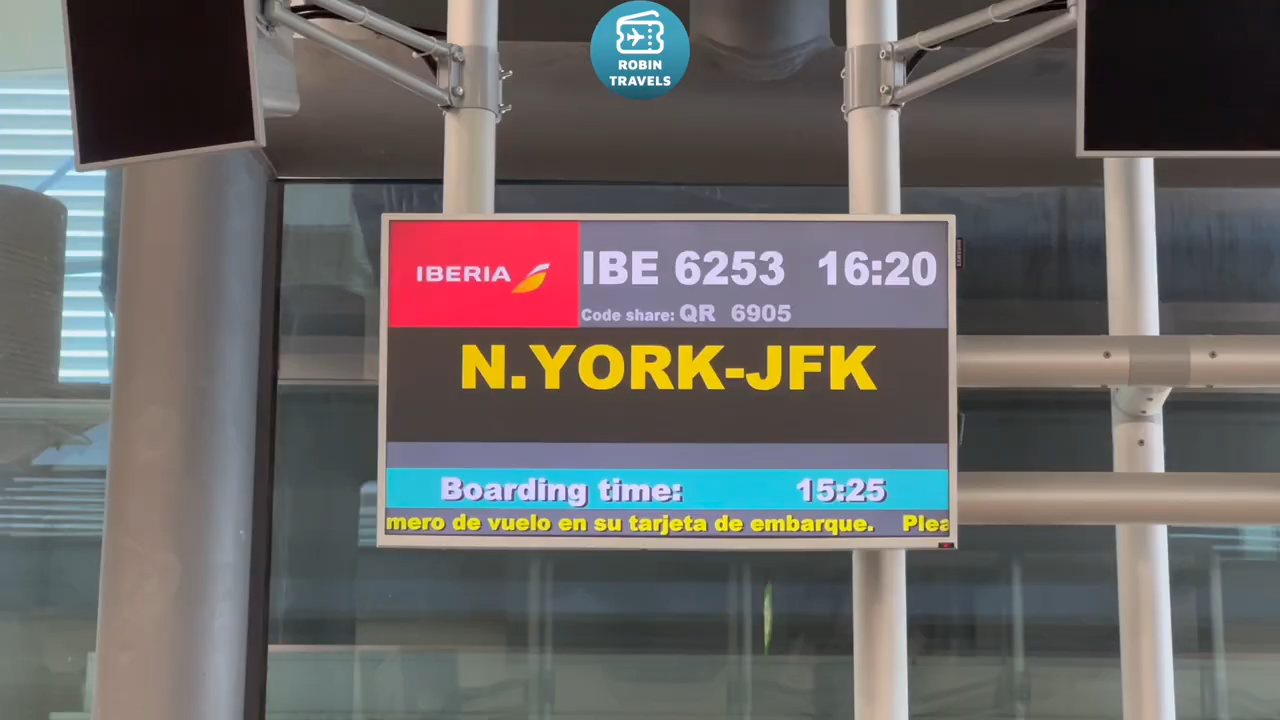 ROBIN
TRAVELS
IBERIA
IBE 6253 16:20
Code share: QR 6905
N.YORK-JFK
Boarding time: 15:25
mero de vuelo en su tarjeta de embarque. Plea
SAMSUNG